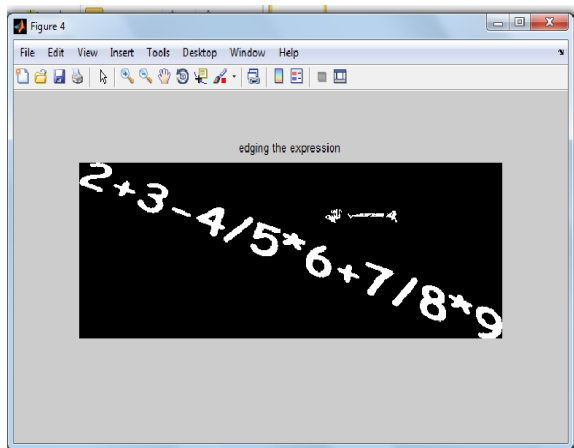 Figure 4
File Edit View Insert Tools Desktop Window Help
edging the expression
2+3-4/5*6+7/8*9